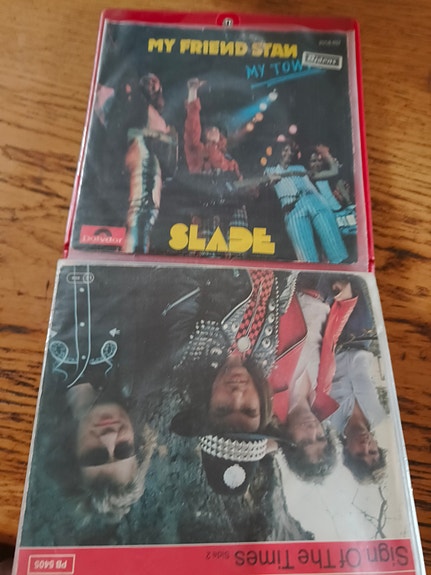 MY FRIEND STAN
MY TOWN
SLADE
polydor
Sign Of The Times
Side 2
PB 5405